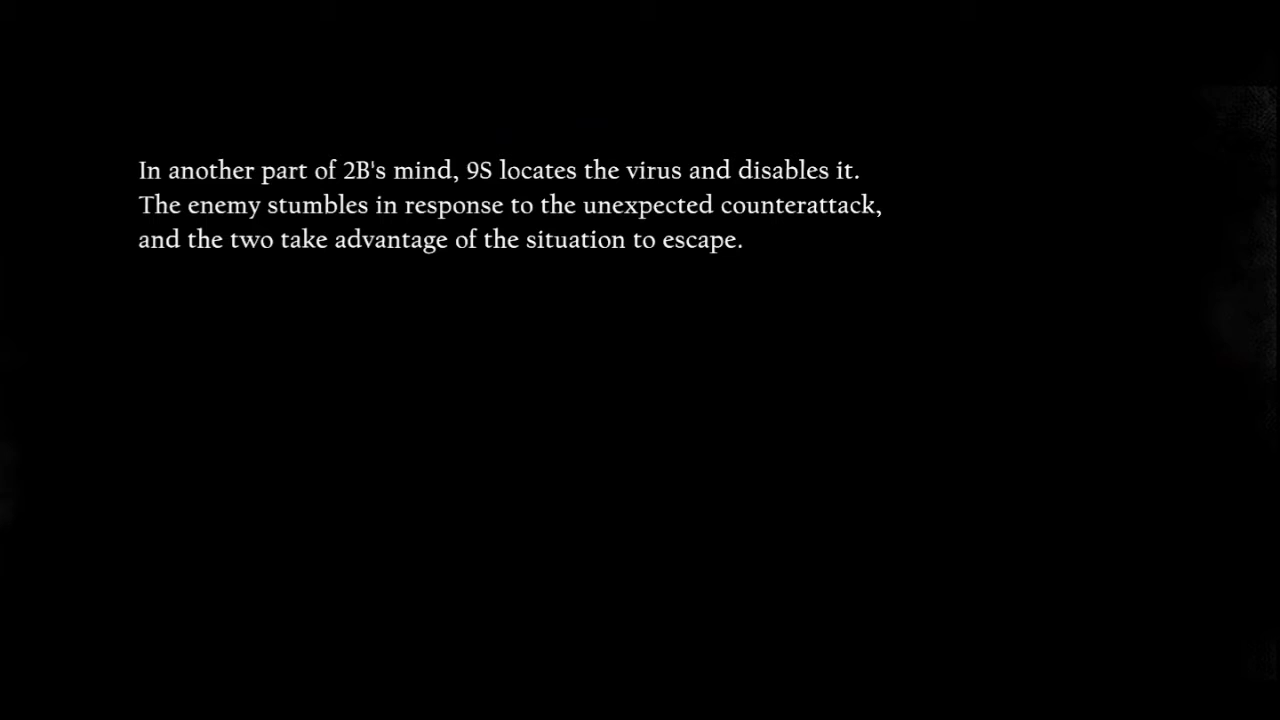 In another part of 2B's mind, 9S locates the virus and disables it.
The enemy stumbles in response to the unexpected counterattack,
and the two take advantage of the situation to escape.